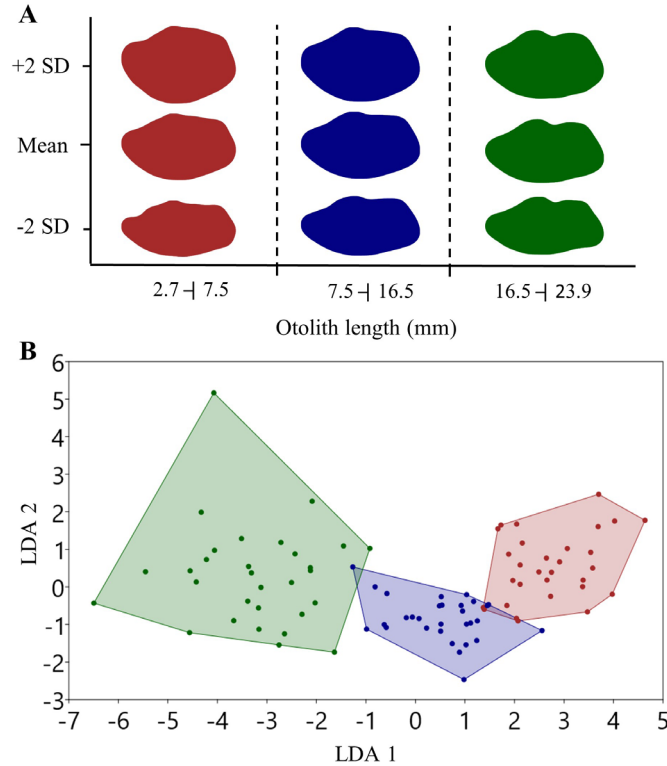 A
+2 SD
Mean
-2 SD
2.7 ⊣ 7.5 7.5 ⊣ 16.5 16.5 ⊣ 23.9
Otolith length (mm)
B
6
5
4
3
2
1
0
-1
-2
-3
LDA 2
-7 -6 -5 -4 -3 -2 -1 0 1 2 3 4 5
LDA 1